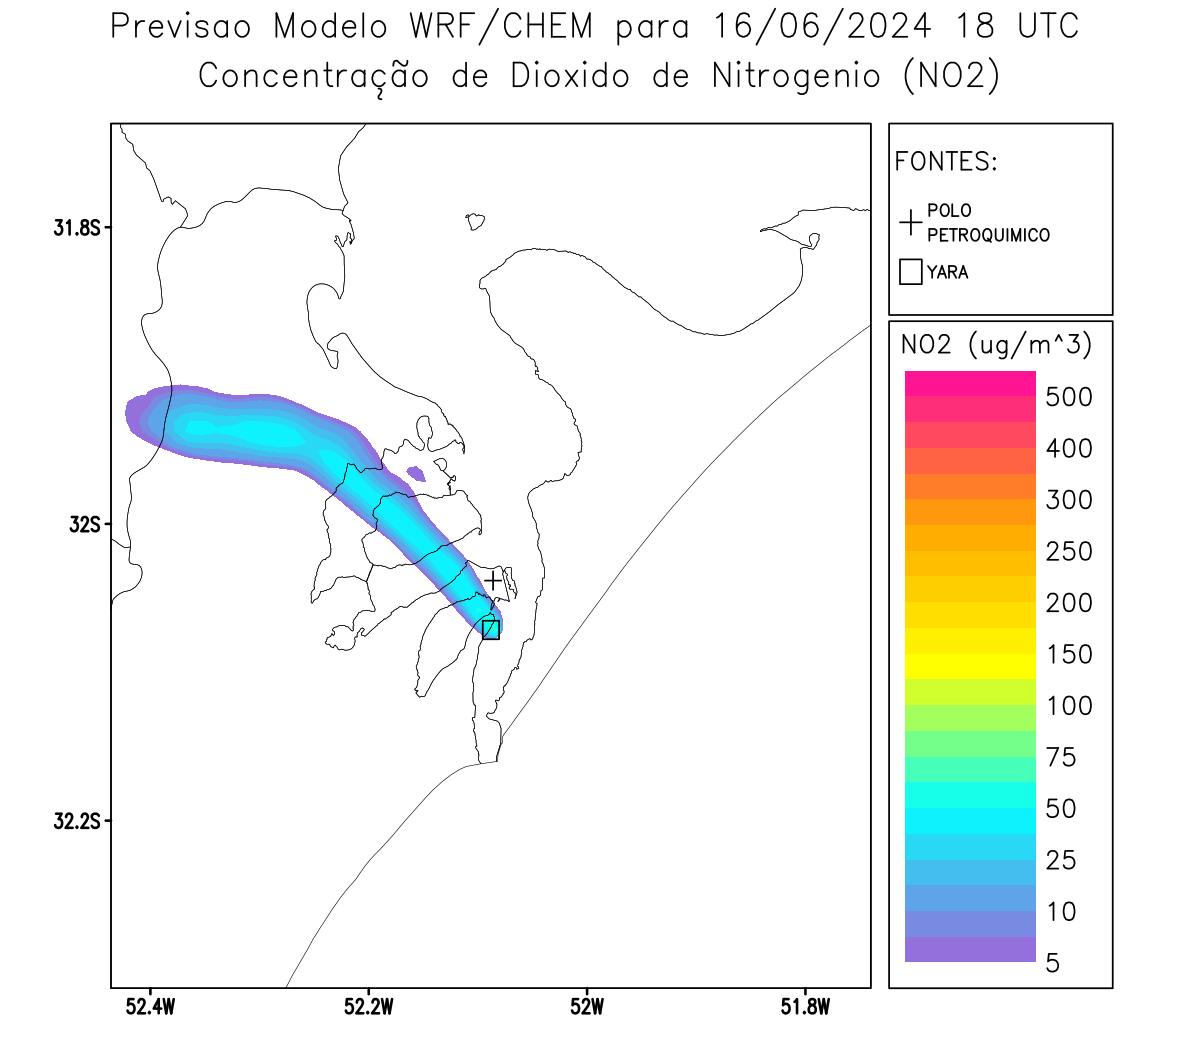 Previsao Modelo WRF/CHEM para 16/06/2024 18 UTC
Concentração de Dioxido de Nitrogenio (NO2)
FONTES:
POLO
PETROQUIMICO
YARA
NO2 (ug/m^3)
500
400
300
250
200
150
100
75
50
25
10
5
31.8S
32S
32.2S
52.4W
52.2W
52W
51.8W